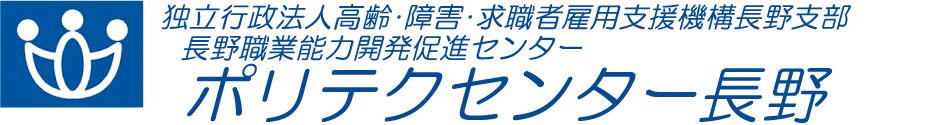 独立行政法人高齢・障害・求職者雇用支援機構長野支部
長野職業能力開発促進センター
ポリテクセンター長野